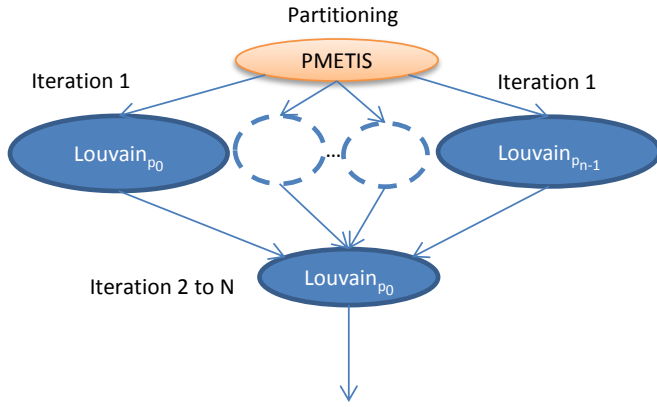 Partitioning
PMETIS
Iteration 1
Iteration 1
Louvainp0
...
Louvainpn-1
Louvainp0
Iteration 2 to N